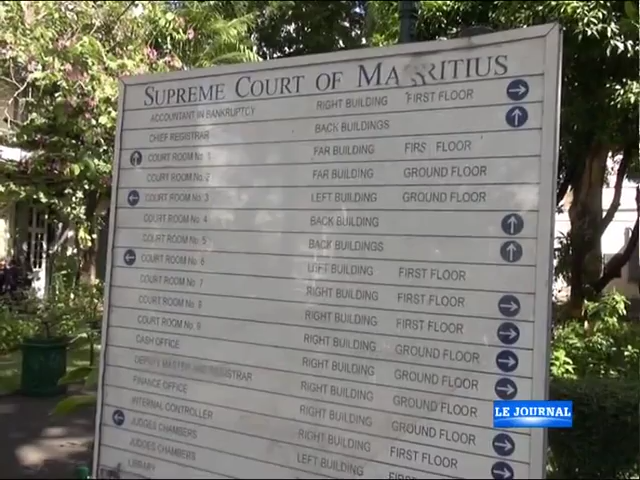 SUPREME COURT OF MAURITIUS
ACCOUNTANT IN BANKRUPTCY RIGHT BUILDING FIRST FLOOR
CHIEF REGISTRAR BACK BUILDINGS
COURT ROOM No. 1 FAR BUILDING FIRS FLOOR
COURT ROOM No. 2 FAR BUILDING GROUND FLOOR
COURT ROOM No. 3 LEFT BUILDING GROUND FLOOR
COURT ROOM No. 4 BACK BUILDING
COURT ROOM No. 5 BACK BUILDINGS
COURT ROOM No. 6 LEFT BUILDING FIRST FLOOR
COURT ROOM No. 7 RIGHT BUILDING FIRST FLOOR
COURT ROOM No. 8 RIGHT BUILDING FIRST FLOOR
COURT ROOM No. 9 RIGHT BUILDING GROUND FLOOR
CASH OFFICE RIGHT BUILDING GROUND FLOOR
DEPUTY MASTER AND REGISTRAR RIGHT BUILDING GROUND FLOOR
FINANCE OFFICE RIGHT BUILDING GROUND FLOOR
INTERNAL CONTROLLER RIGHT BUILDING FIRST FLOOR
JUDGES CHAMBERS LEFT BUILDING FIRST FLOOR
JUDGES CHAMBERS
LIBRARY
LE JOURNAL